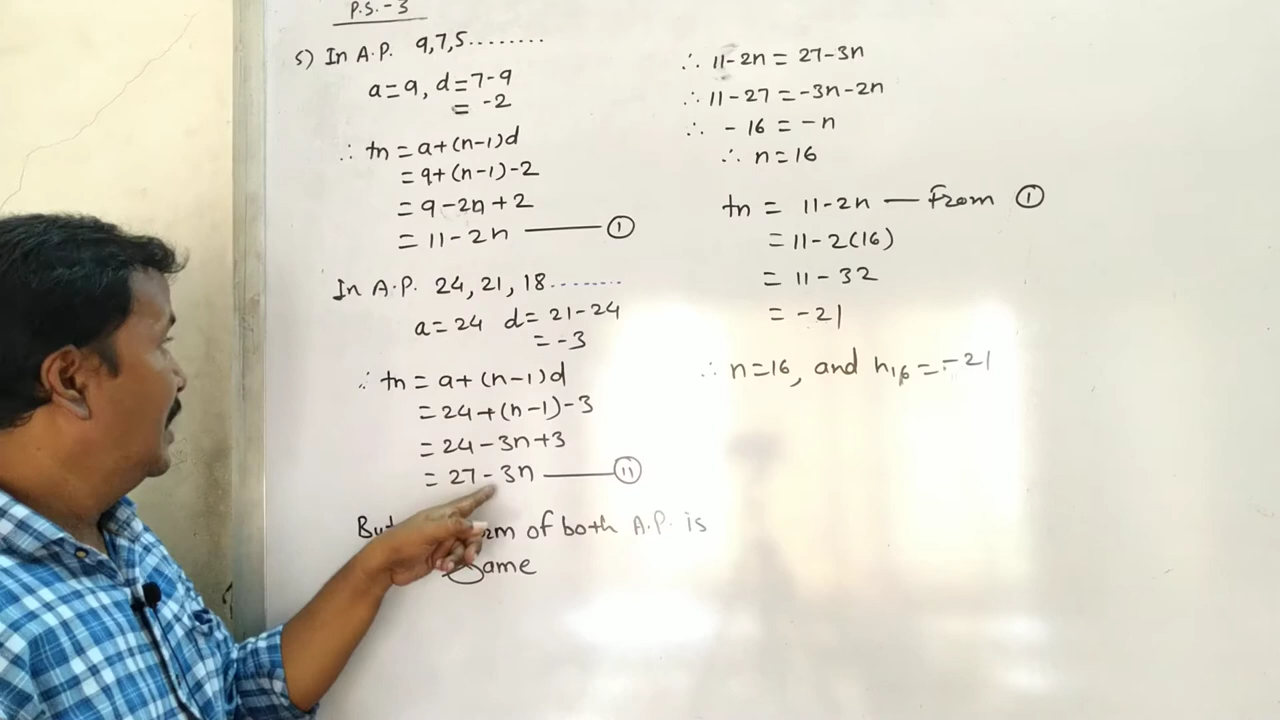 P.S.-3
5) In A.P. 9,7,5........
a=9, d=7-9
= -2
∴ tn = a+(n-1)d
= 9+(n-1)-2
= 9-2n+2
= 11-2n —— ①
In A.P. 24, 21, 18........
a=24 d= 21-24
= -3
∴ tn = a+(n-1)d
= 24+(n-1)-3
= 24-3n+3
= 27-3n —— ⑪
But of both A.P. is
same
∴ 11-2n = 27-3n
∴ 11-27 = -3n-2n
∴ -16 = -n
∴ n=16
tn = 11-2n — From ①
= 11-2(16)
= 11-32
= -21
∴ n=16, and n16 = -21